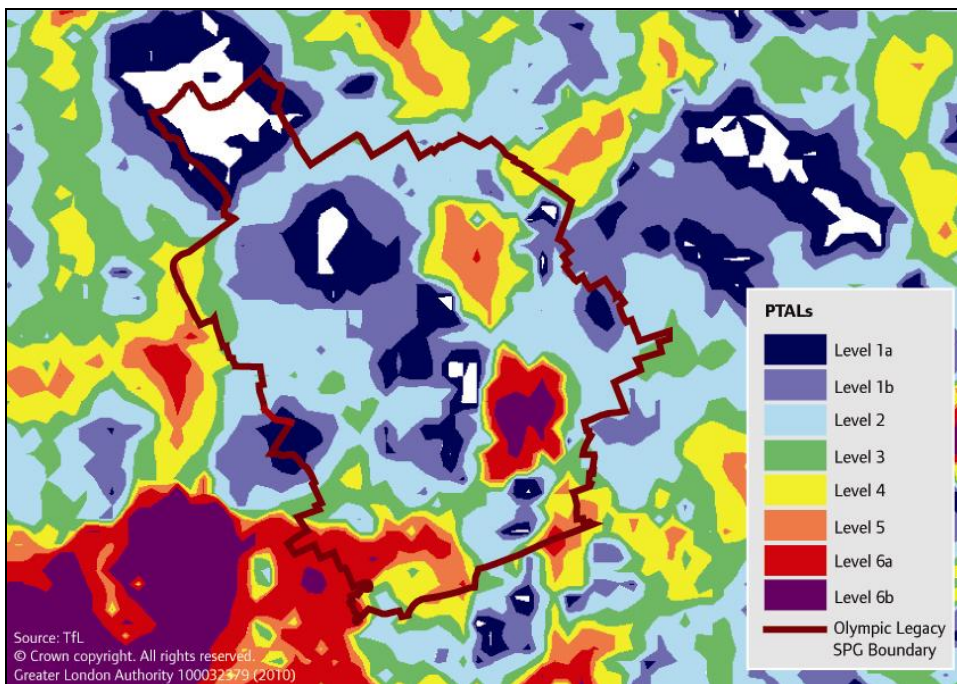 PTALs
Level 1a
Level 1b
Level 2
Level 3
Level 4
Level 5
Level 6a
Level 6b
Olympic Legacy
SPG Boundary
Source: TfL
© Crown copyright. All rights reserved.
Greater London Authority 100032379 (2010)